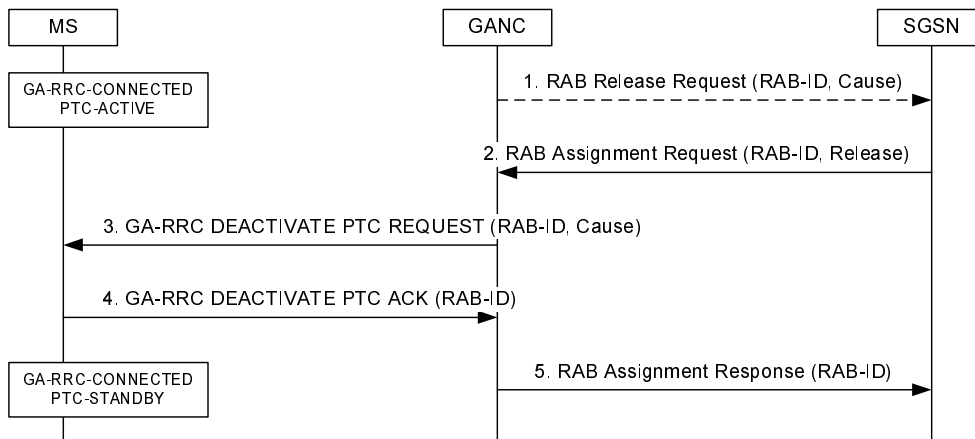 MS
GANC
SGSN
GA-RRC-CONNECTED
PTC-ACTIVE
1. RAB Release Request (RAB-ID, Cause)
2. RAB Assignment Request (RAB-ID, Release)
3. GA-RRC DEACTIVATE PTC REQUEST (RAB-ID, Cause)
4. GA-RRC DEACTIVATE PTC ACK (RAB-ID)
GA-RRC-CONNECTED
PTC-STANDBY
5. RAB Assignment Response (RAB-ID)